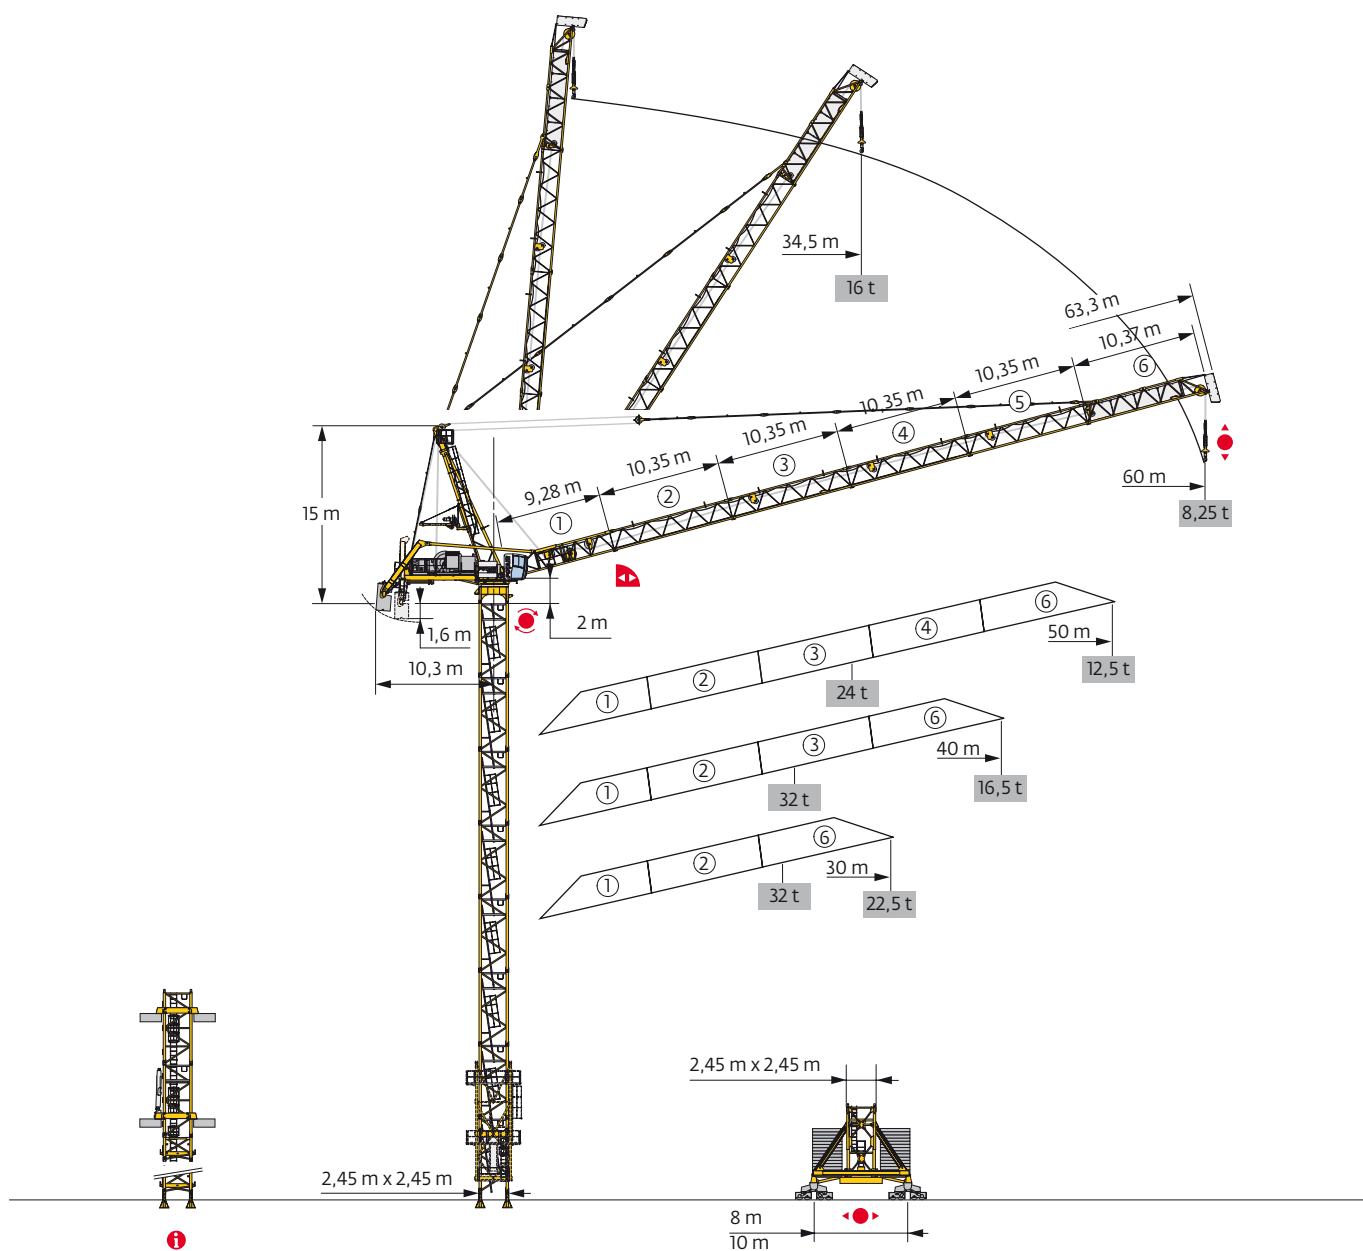 34,5 m
16 t
63,3 m
10,37 m
⑥
10,35 m
⑤
10,35 m
④
10,35 m
③
10,35 m
②
9,28 m
①
15 m
60 m
8,25 t
2 m
1,6 m
10,3 m
① ② ③ ④ ⑥
50 m
24 t
12,5 t
① ② ③ ⑥
40 m
32 t
16,5 t
① ② ⑥
30 m
32 t
22,5 t
2,45 m x 2,45 m
2,45 m x 2,45 m
8 m
10 m
i